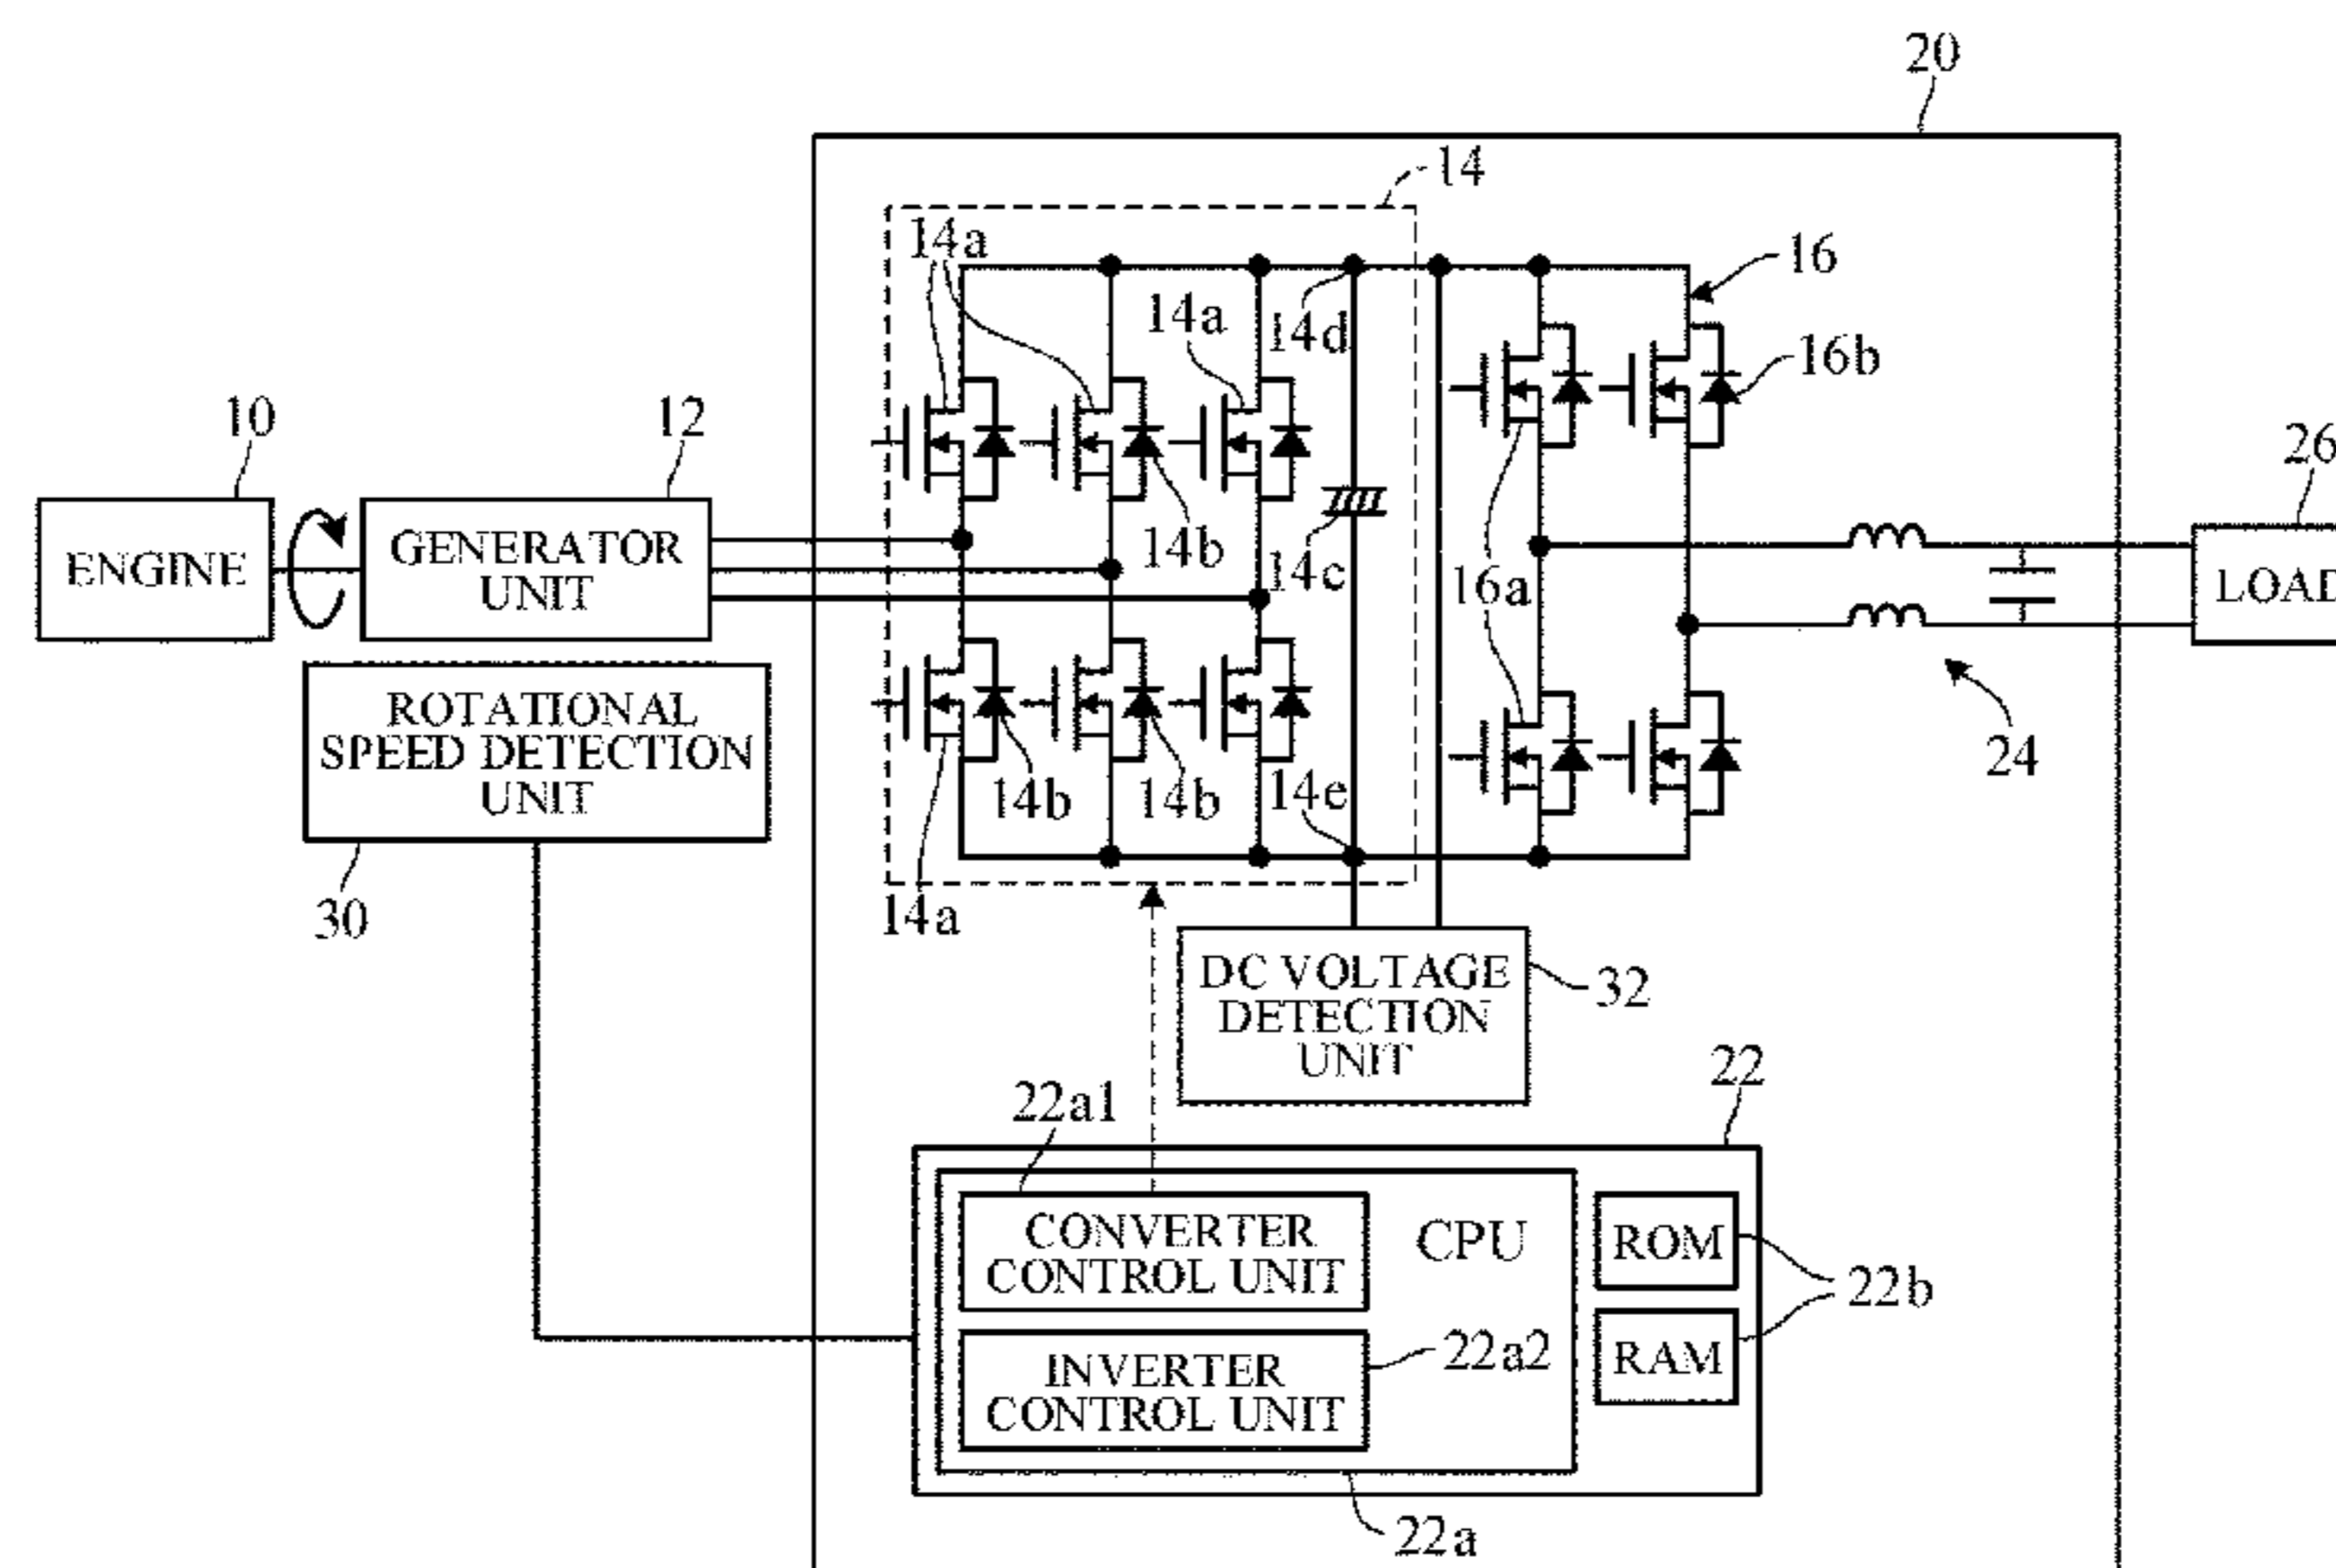 20
14
14a
16
14a
14d
16b
10
12
26
ENGINE
GENERATOR
UNIT
14b
14c
16a
LOAD
ROTATIONAL
SPEED DETECTION
UNIT
14b
14b
14e
24
30
14a
DC VOLTAGE
DETECTION
UNIT
32
22
22a1
CONVERTER
CONTROL UNIT
CPU
ROM
22b
INVERTER
CONTROL UNIT
22a2
RAM
22a